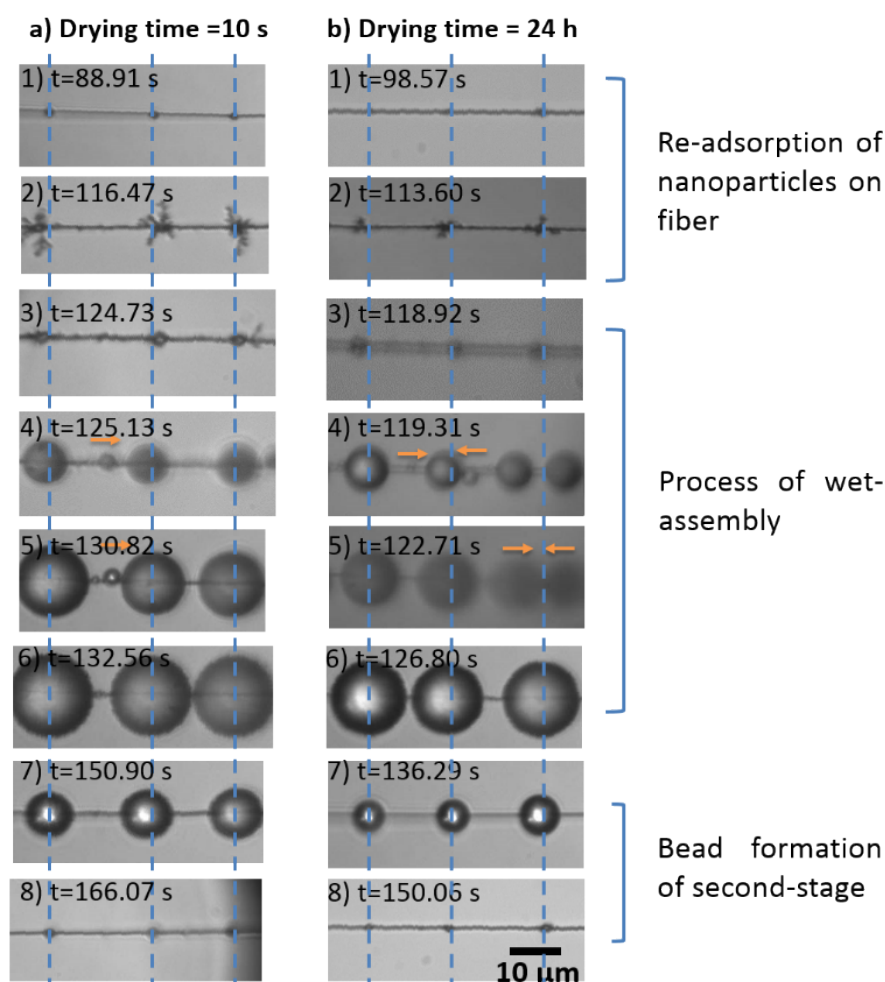 a) Drying time =10 s
b) Drying time = 24 h
1) t=88.91 s
1) t=98.57 s
2) t=116.47 s
2) t=113.60 s
Re-adsorption of
nanoparticles on
fiber
3) t=124.73 s
3) t=118.92 s
4) t=125.13 s
4) t=119.31 s
5) t=130.82 s
5) t=122.71 s
Process of wet-
assembly
6) t=132.56 s
6) t=126.80 s
7) t=150.90 s
7) t=136.29 s
8) t=166.07 s
8) t=150.06 s
Bead formation
of second-stage
10 µm